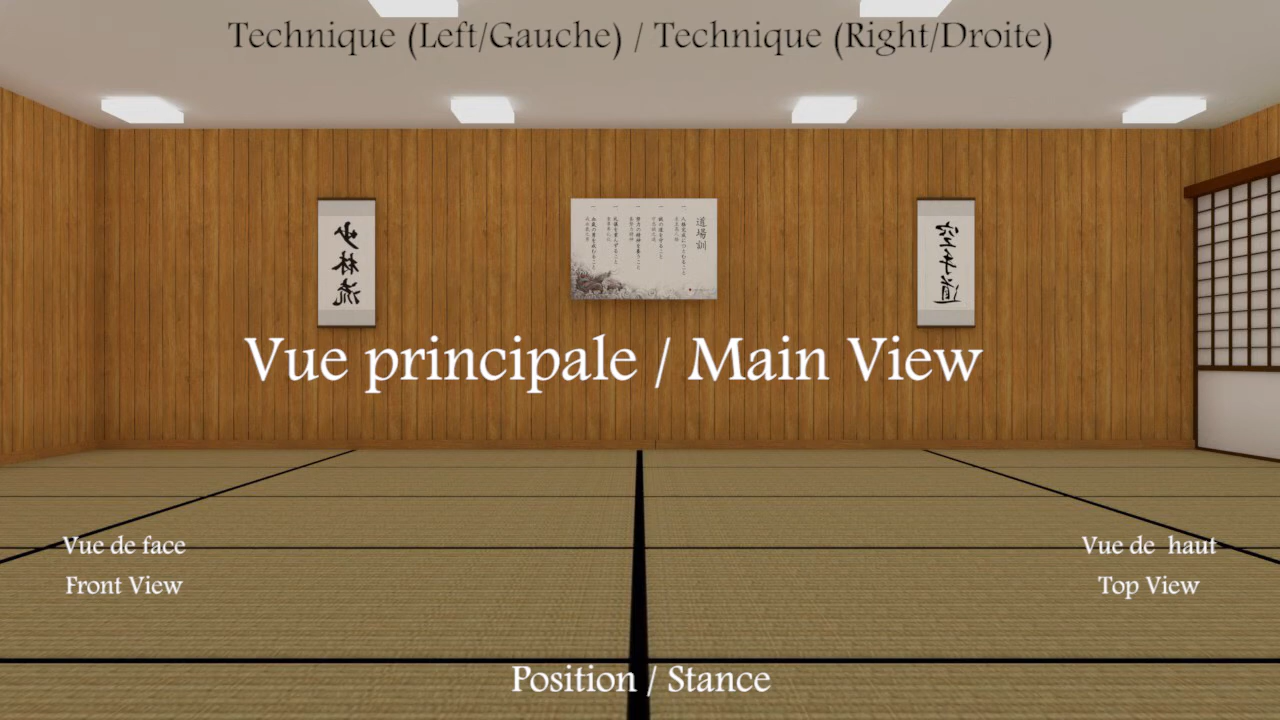 Technique (Left/Gauche) / Technique (Right/Droite)
少林流
道場訓
空手道
Vue principale / Main View
Vue de face
Front View
Vue de haut
Top View
Position / Stance